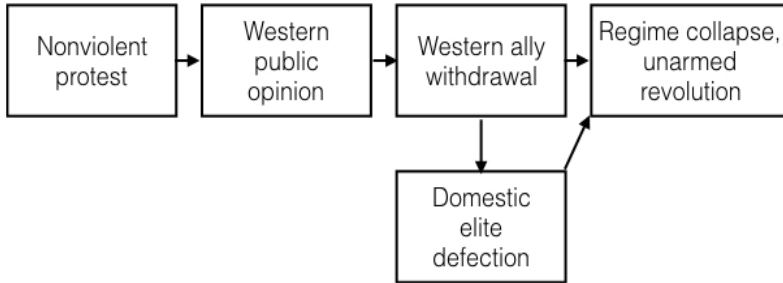 Nonviolent
protest
Western
public
opinion
Western ally
withdrawal
Regime collapse,
unarmed
revolution
Domestic
elite
defection